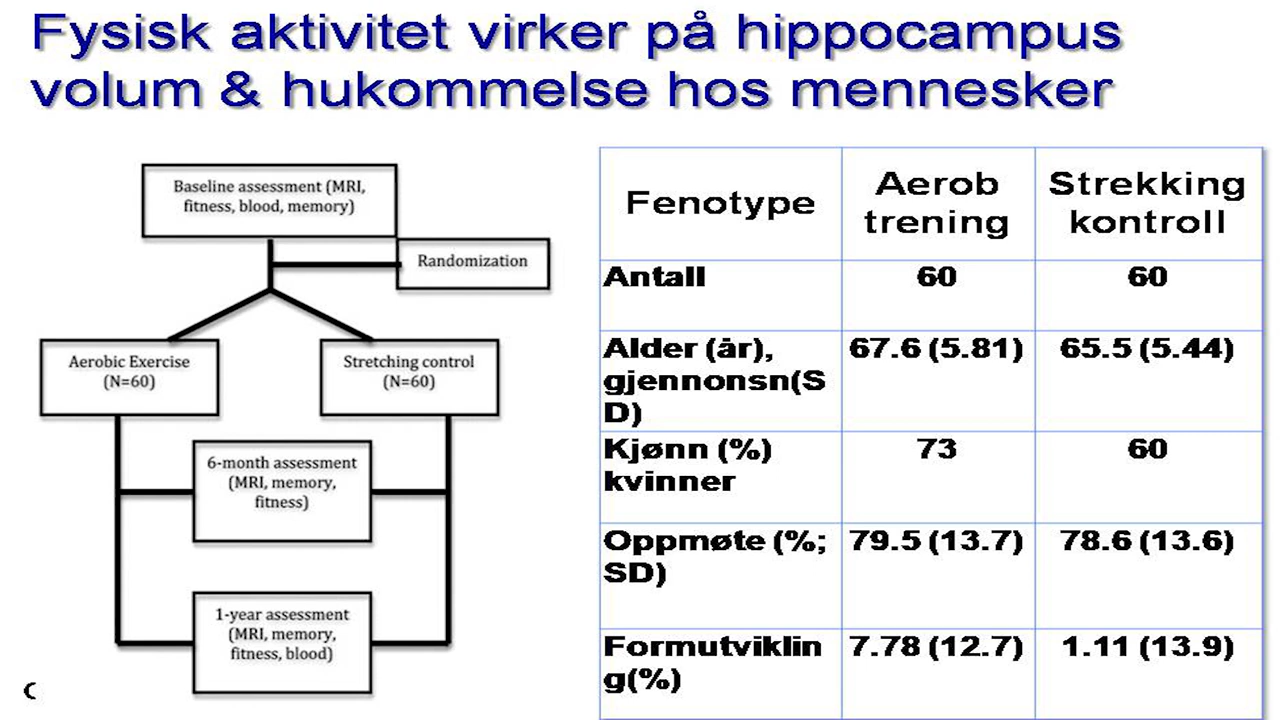 Fysisk aktivitet virker på hippocampus
volum & hukommelse hos mennesker
Baseline assessment (MRI,
fitness, blood, memory)
Randomization
Aerobic Exercise
(N=60)
Stretching control
(N=60)
6-month assessment
(MRI, memory,
fitness)
1-year assessment
(MRI, memory,
fitness, blood)
Fenotype
Aerob
trening
Strekking
kontroll
Antall
60
60
Alder (år),
gjennonsn(S
D)
67.6 (5.81)
65.5 (5.44)
Kjønn (%)
kvinner
73
60
Oppmøte (%;
SD)
79.5 (13.7)
78.6 (13.6)
Formutviklin
g(%)
7.78 (12.7)
1.11 (13.9)